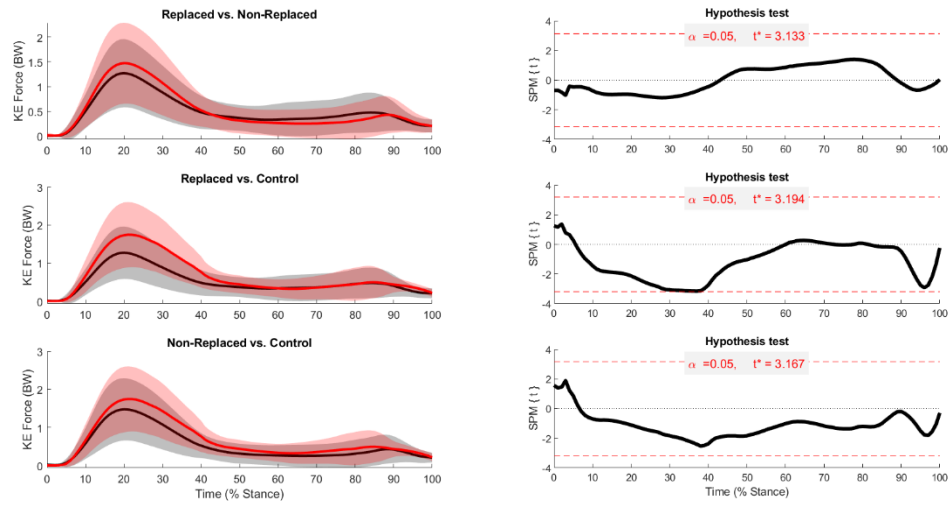 Replaced vs. Non-Replaced
KE Force (BW)
2
1.5
1
0.5
0
0 10 20 30 40 50 60 70 80 90 100
Hypothesis test
α =0.05, t* = 3.133
SPM { t }
4
2
0
-2
-4
0 10 20 30 40 50 60 70 80 90 100
Replaced vs. Control
KE Force (BW)
3
2
1
0
0 10 20 30 40 50 60 70 80 90 100
Hypothesis test
α =0.05, t* = 3.194
SPM { t }
4
2
0
-2
-4
0 10 20 30 40 50 60 70 80 90 100
Non-Replaced vs. Control
KE Force (BW)
3
2
1
0
0 10 20 30 40 50 60 70 80 90 100
Time (% Stance)
Hypothesis test
α =0.05, t* = 3.167
SPM { t }
4
2
0
-2
-4
0 10 20 30 40 50 60 70 80 90 100
Time (% Stance)